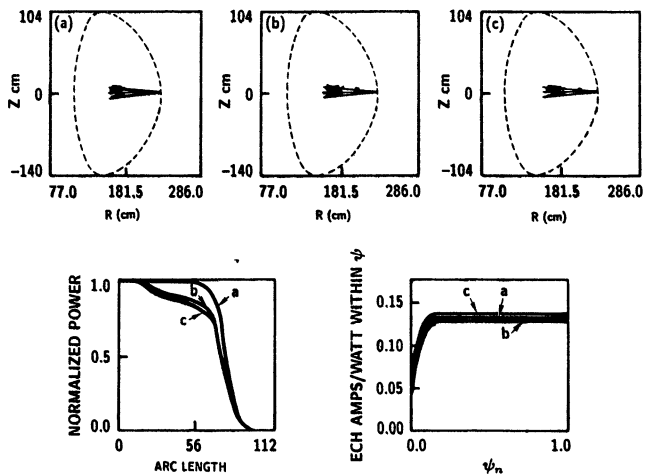 104 (a)
Z cm
0
-140
77.0 181.5 286.0
R (cm)
104 (b)
Z cm
0
-140
77.0 181.5 286.0
R (cm)
104 (c)
Z cm
0
-104
77.0 181.5 286.0
R (cm)
NORMALIZED POWER
1.0
0.5
0.0
b
a
c
0 56 112
ARC LENGTH
ECH AMPS/WATT WITHIN ψ
0.15
0.10
0.05
0.00
c a
b
0.0 1.0
ψn